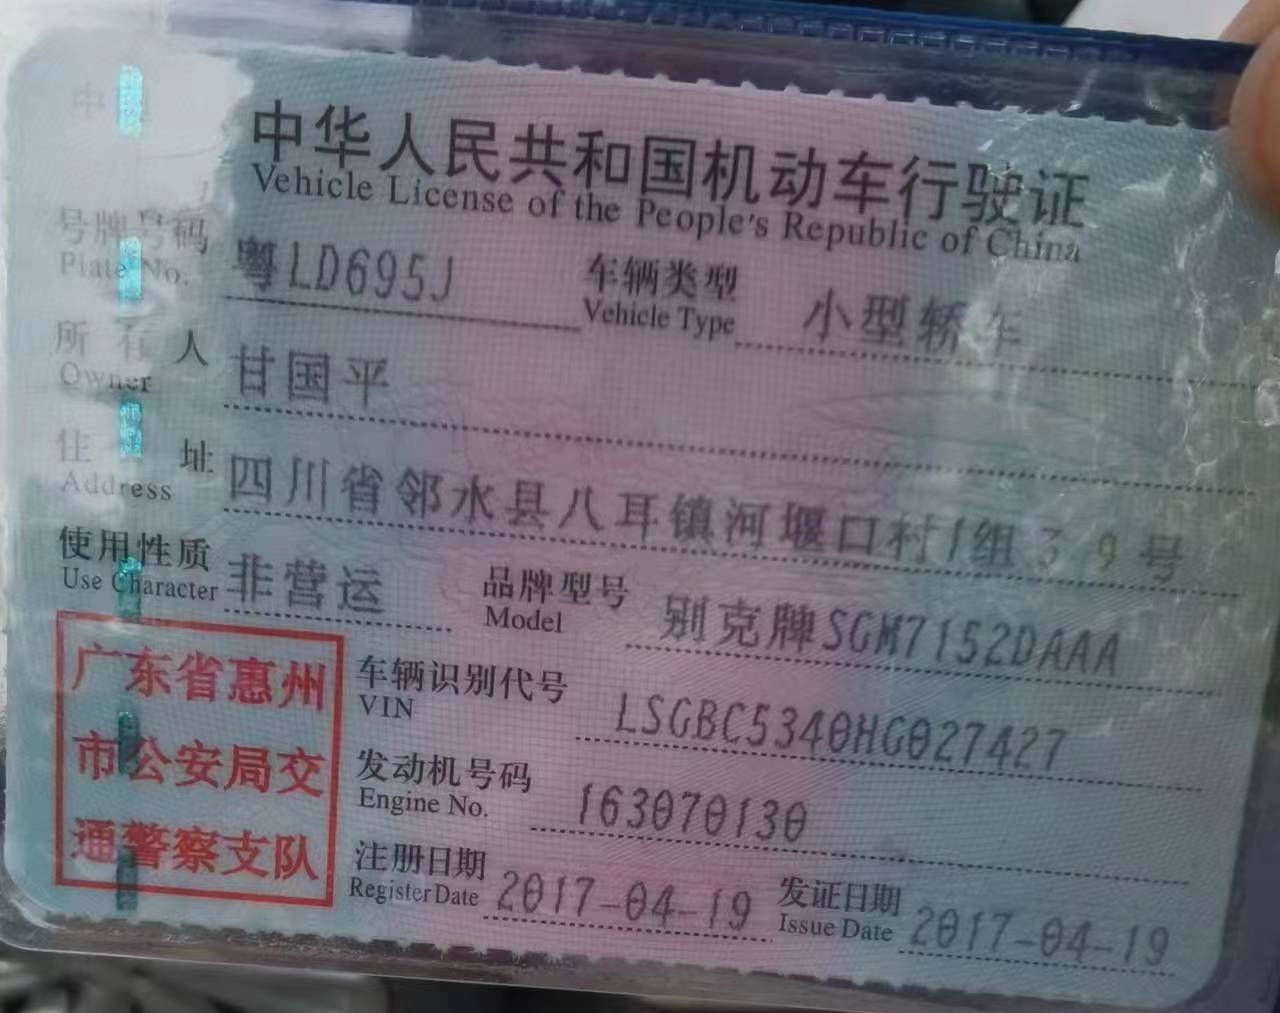 中华人民共和国机动车行驶证
Vehicle License of the People's Republic of China
号牌号码 粤LD695J 车辆类型 小型轿车
Plate No. Vehicle Type
所有人 甘国平
Owner
住址 四川省邻水县八耳镇河堰口村1组39号
Address
使用性质 非营运 品牌型号 别克牌SGM7152DAAA
Use Character Model
广东省惠州
市公安局交
通警察支队
车辆识别代号 LSGBC5340HG027427
VIN
发动机号码 163070130
Engine No.
注册日期 2017-04-19 发证日期 2017-04-19
Register Date Issue Date